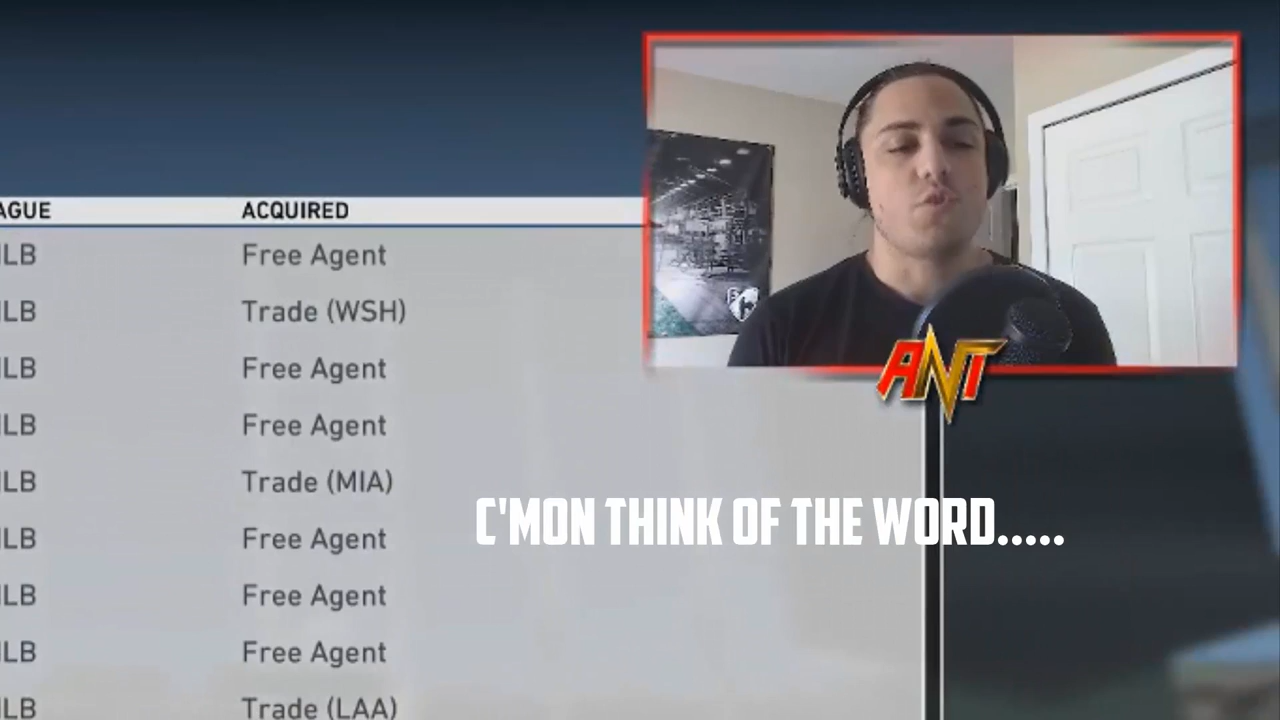 AGUE ACQUIRED
LB Free Agent
LB Trade (WSH)
LB Free Agent
LB Free Agent
LB Trade (MIA)
LB Free Agent
LB Free Agent
LB Free Agent
LB Trade (LAA)
ANT
C'MON THINK OF THE WORD.....